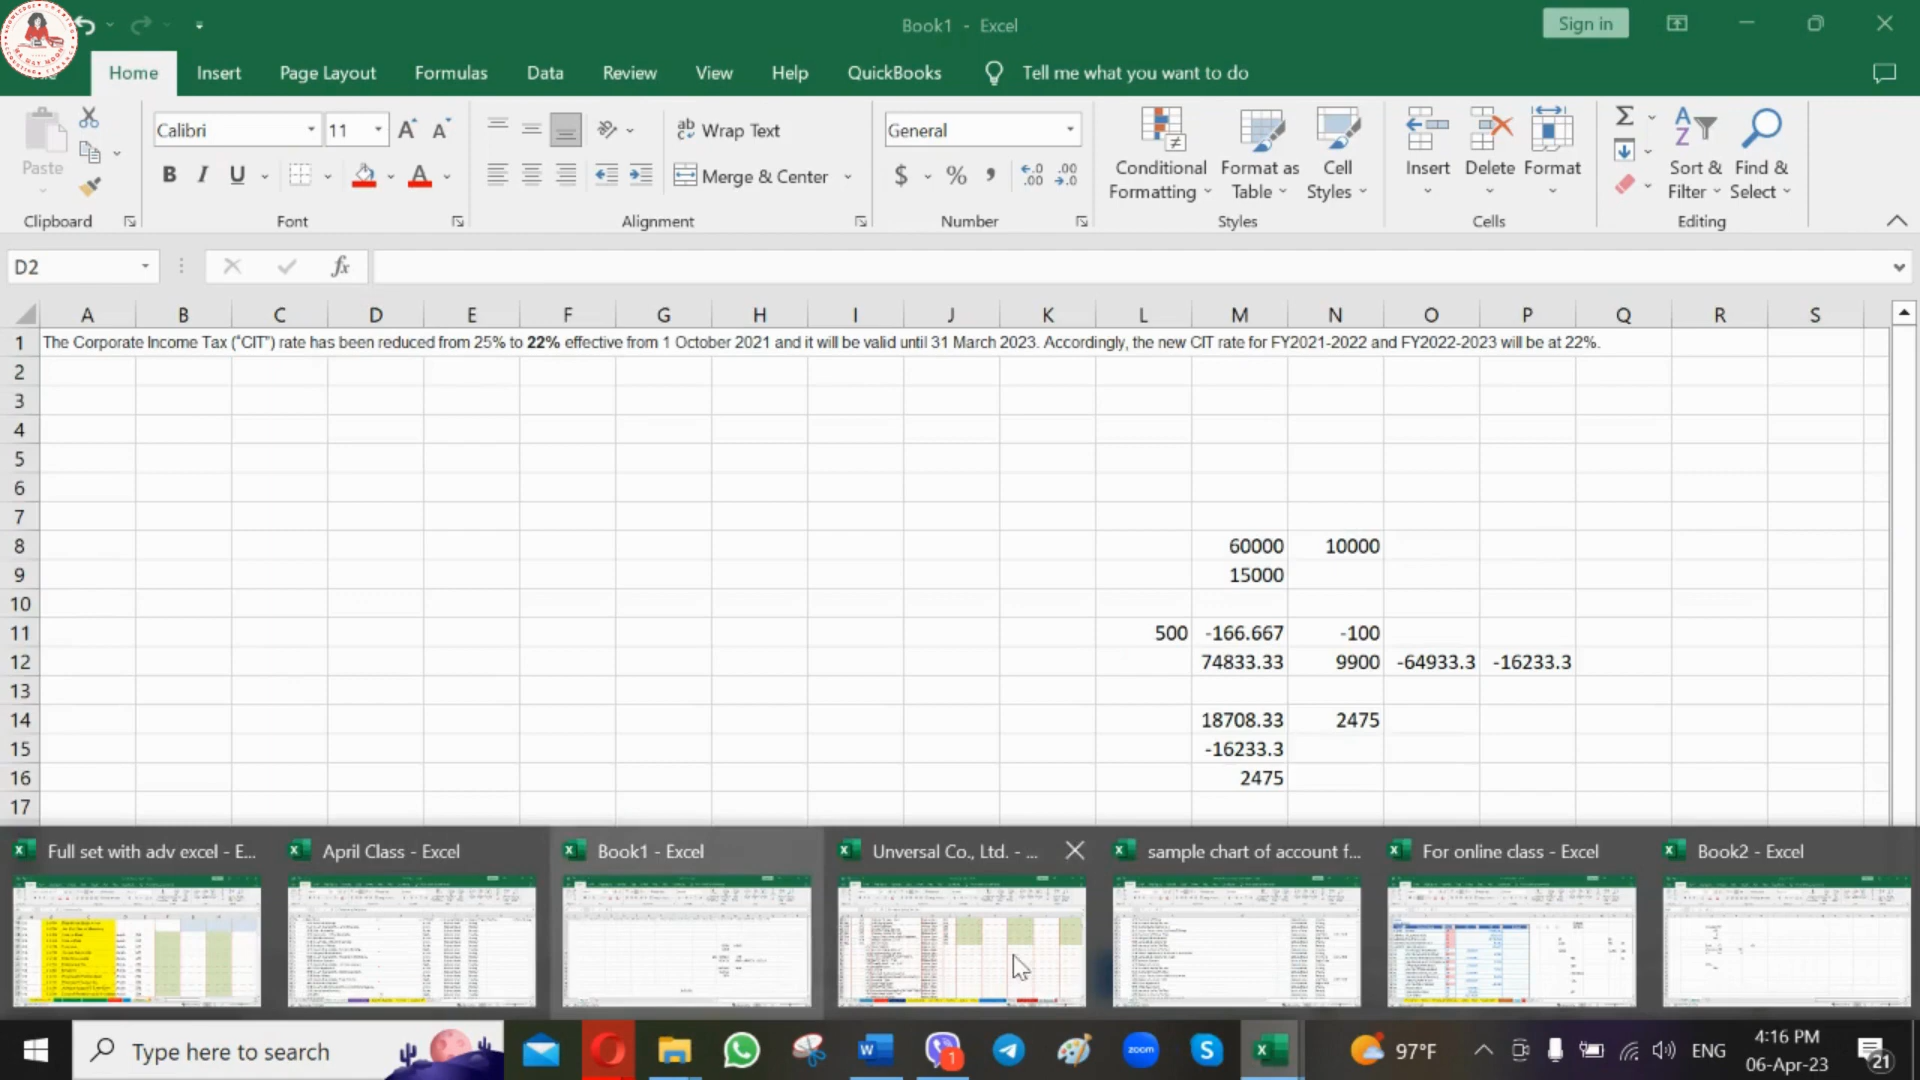 Book1 - Excel
Sign in
Home Insert Page Layout Formulas Data Review View Help QuickBooks Tell me what you want to do
Paste
Calibri 11
Wrap Text
General
Merge & Center
Conditional Formatting
Format as Table
Cell Styles
Insert Delete Format
Sort & Filter
Find & Select
Clipboard Font Alignment Number Styles Cells Editing
D2 fx
A B C D E F G H I J K L M N O P Q R S
1 The Corporate Income Tax ("CIT") rate has been reduced from 25% to 22% effective from 1 October 2021 and it will be valid until 31 March 2023. Accordingly, the new CIT rate for FY2021-2022 and FY2022-2023 will be at 22%.
2
3
4
5
6
7
8 60000 10000
9 15000
10
11 500 -166.667 -100
12 74833.33 9900 -64933.3 -16233.3
13
14 18708.33 2475
15 -16233.3
16 2475
17
Full set with adv excel - E... April Class - Excel Book1 - Excel Unversal Co., Ltd. - ... sample chart of account f... For online class - Excel Book2 - Excel
Type here to search
zoom
97°F
ENG
4:16 PM
06-Apr-23
21